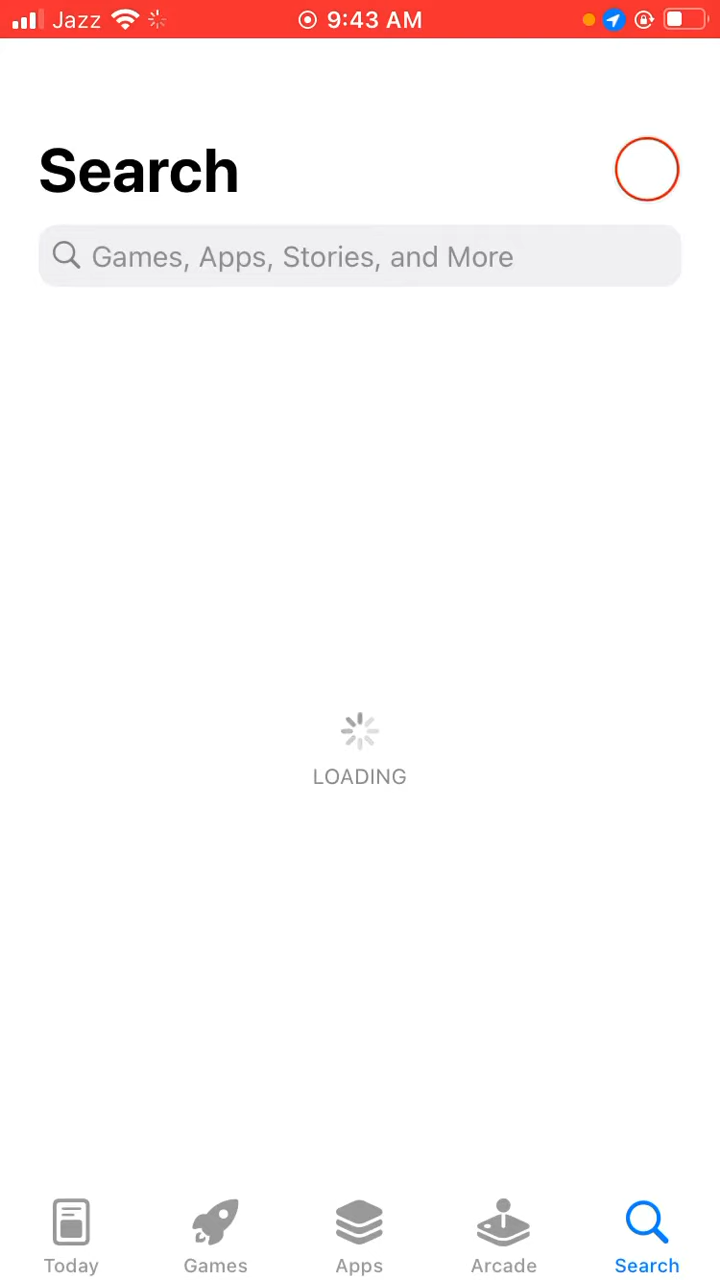 Jazz 9:43 AM
Search
Games, Apps, Stories, and More
LOADING
Today Games Apps Arcade Search